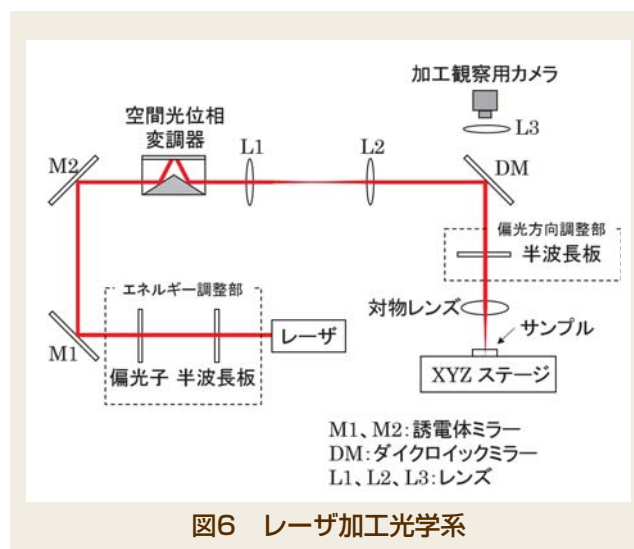 加工観察用カメラ
L3
空間光位相
変調器
M2
L1
L2
DM
偏光方向調整部
半波長板
エネルギー調整部
対物レンズ
サンプル
レーザ
M1
偏光子 半波長板
XYZ ステージ
M1、M2:誘電体ミラー
DM:ダイクロイックミラー
L1、L2、L3:レンズ
図6 レーザ加工光学系